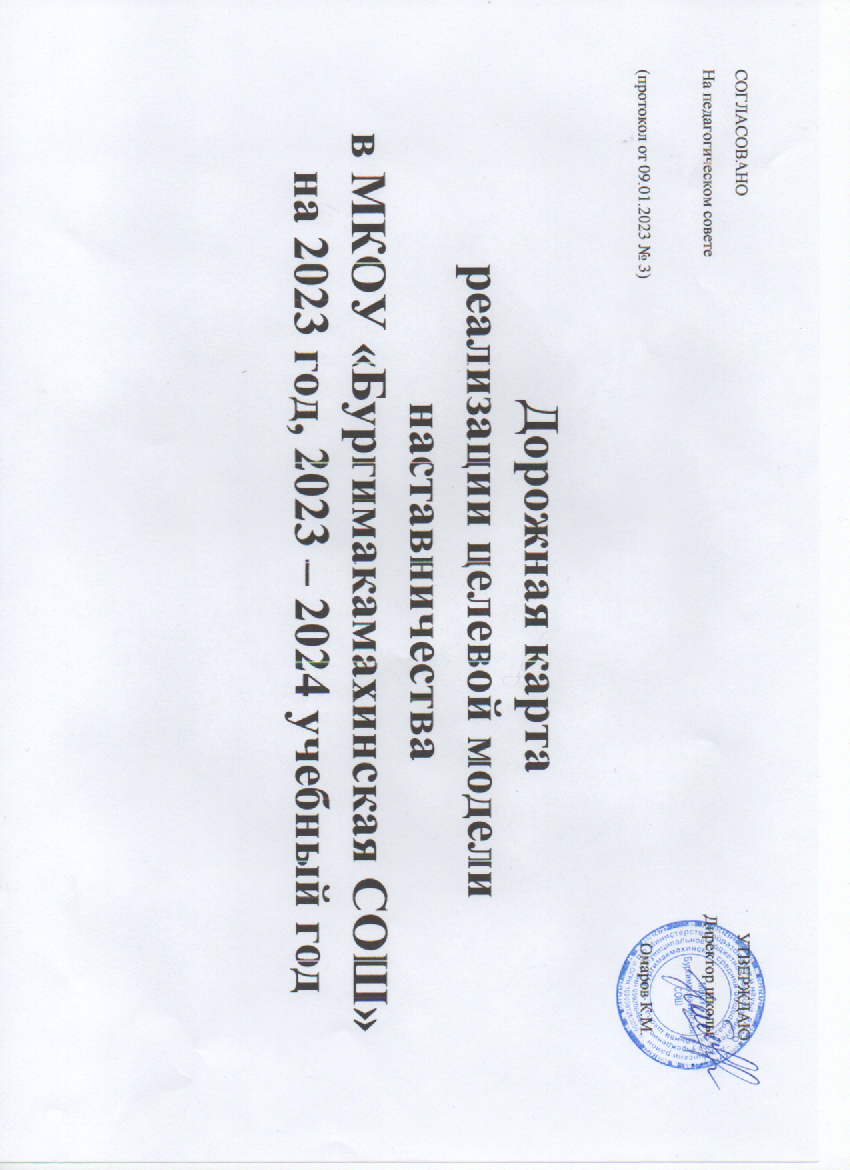 СОГЛАСОВАНО
На педагогическом совете
(протокол от 09.01.2023 № 3)
УТВЕРЖДАЮ
Директор школы
Омаров К.М.
Дорожная карта
реализации целевой модели
наставничества
в МКОУ «Бургимакамахинская СОШ»
на 2023 год, 2023 – 2024 учебный год